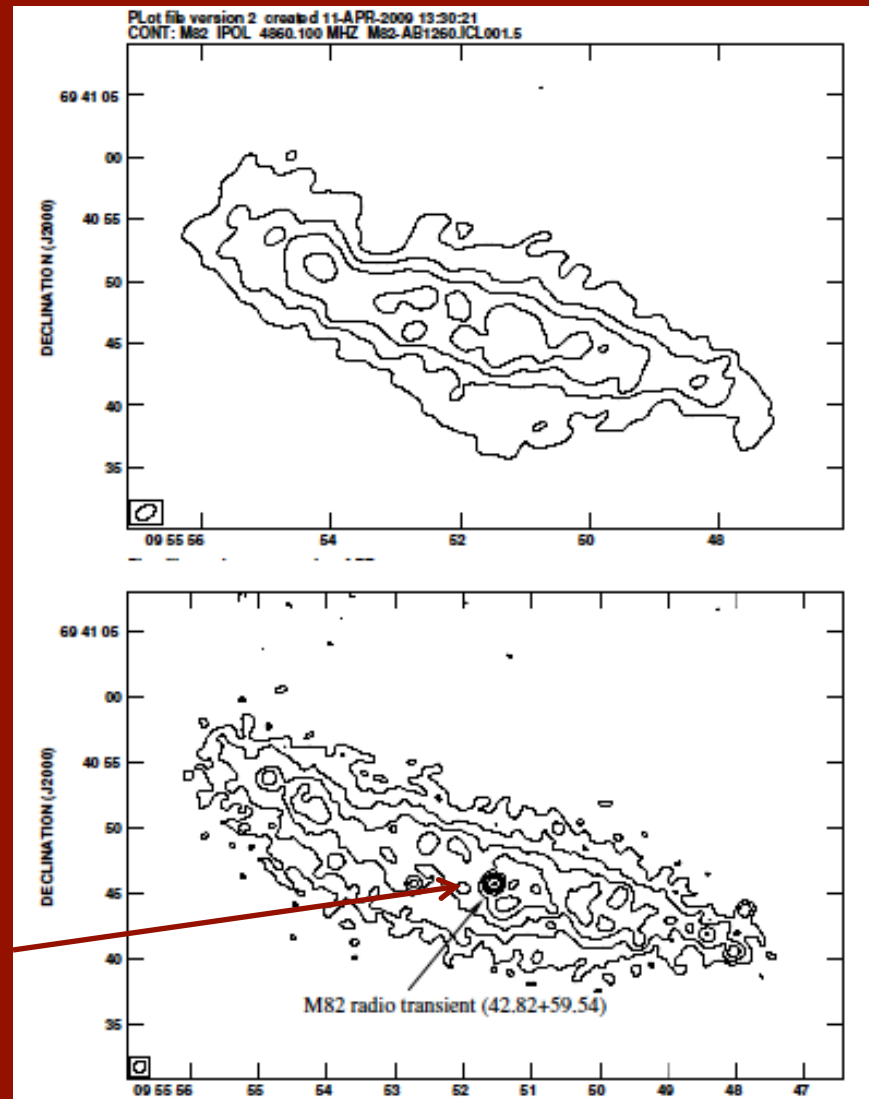 PLot file version 2 created 11-APR-2009 13:30:21
CONT: M82 IPOL 4860.100 MHZ M82-AB1260.ICL001.5
69 41 05
00
40 55
50
45
40
35
DECLINATION (J2000)
09 55 56 54 52 50 48
69 41 05
00
40 55
50
45
40
35
DECLINATION (J2000)
M82 radio transient (42.82+59.54)
09 55 56 55 54 53 52 51 50 49 48 47